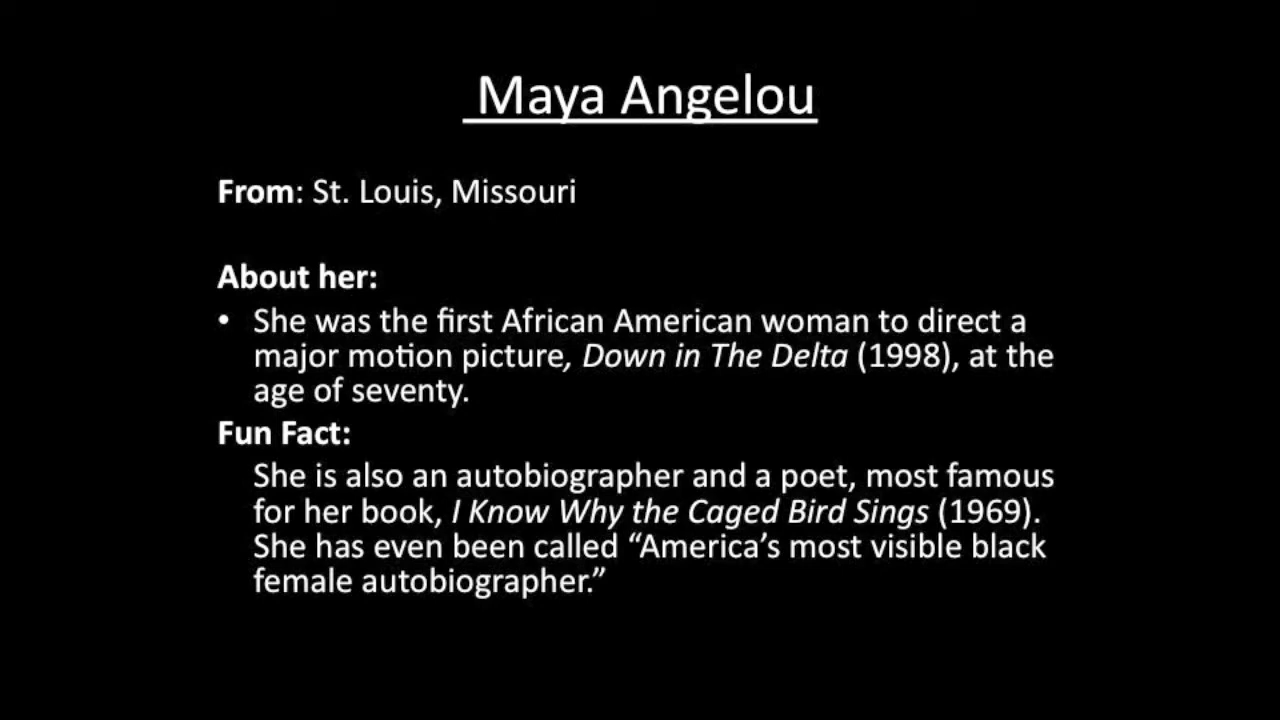 Maya Angelou
From: St. Louis, Missouri
About her:
• She was the first African American woman to direct a
major motion picture, Down in The Delta (1998), at the
age of seventy.
Fun Fact:
She is also an autobiographer and a poet, most famous
for her book, I Know Why the Caged Bird Sings (1969).
She has even been called “America’s most visible black
female autobiographer.”